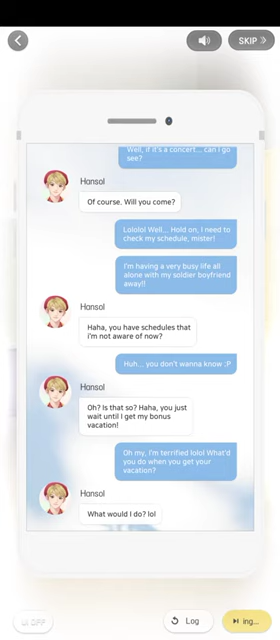 SKIP
Well, if it's a concert... can I go
see?
Hansol
Of course. Will you come?
Lololo! Well... Hold on, I need to
check my schedule, mister!
I'm having a very busy life all
alone with my soldier boyfriend
away!!
Hansol
Haha, you have schedules that
I'm not aware of now?
Huh... you don't wanna know ;P
Hansol
Oh? Is that so? Haha, you just
wait until I get my bonus
vacation!
Oh my, I'm terrified lolo! What'd
you do when you get your
vacation?
Hansol
What would I do? lol
UI OFF
Log
ing...